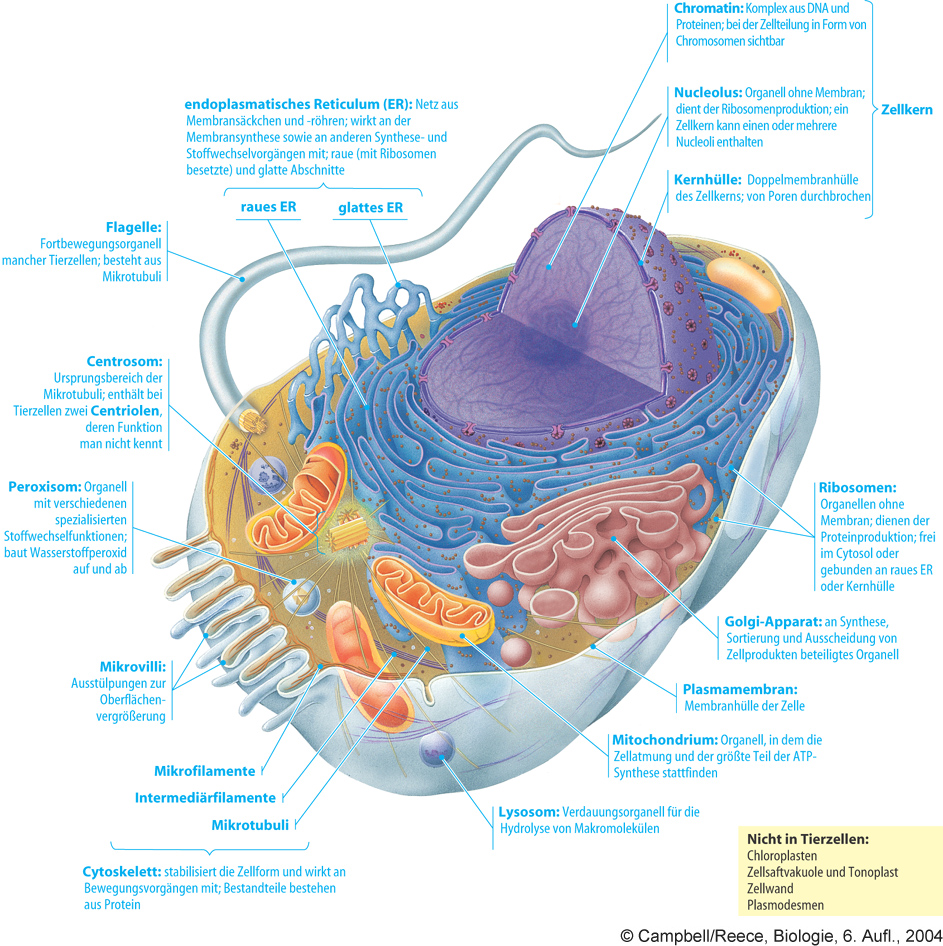 Chromatin: Komplex aus DNA und
Proteinen; bei der Zellteilung in Form von
Chromosomen sichtbar
Nucleolus: Organell ohne Membran;
dient der Ribosomenproduktion; ein
Zellkern kann einen oder mehrere
Nucleoli enthalten
Zellkern
Kernhülle: Doppelmembranhülle
des Zellkerns; von Poren durchbrochen
endoplasmatisches Reticulum (ER): Netz aus
Membransäckchen und -röhren; wirkt an der
Membransynthese sowie an anderen Synthese- und
Stoffwechselvorgängen mit; raue (mit Ribosomen
besetzte) und glatte Abschnitte
raues ER
glattes ER
Flagelle:
Fortbewegungsorganell
mancher Tierzellen; besteht aus
Mikrotubuli
Centrosom:
Ursprungsbereich der
Mikrotubuli; enthält bei
Tierzellen zwei Centriolen,
deren Funktion
man nicht kennt
Peroxisom: Organell
mit verschiedenen
spezialisierten
Stoffwechselfunktionen;
baut Wasserstoffperoxid
auf und ab
Mikrovilli:
Ausstülpungen zur
Oberflächen-
vergrößerung
Mikrofilamente
Intermediärfilamente
Mikrotubuli
Cytoskelett: stabilisiert die Zellform und wirkt an
Bewegungsvorgängen mit; Bestandteile bestehen
aus Protein
Ribosomen:
Organellen ohne
Membran; dienen der
Proteinproduktion; frei
im Cytosol oder
gebunden an raues ER
oder Kernhülle
Golgi-Apparat: an Synthese,
Sortierung und Ausscheidung von
Zellprodukten beteiligtes Organell
Plasmamembran:
Membranhülle der Zelle
Mitochondrium: Organell, in dem die
Zellatmung und der größte Teil der ATP-
Synthese stattfinden
Lysosom: Verdauungsorganell für die
Hydrolyse von Makromolekülen
Nicht in Tierzellen:
Chloroplasten
Zellsaftvakuole und Tonoplast
Zellwand
Plasmodesmen
© Campbell/Reece, Biologie, 6. Aufl., 2004